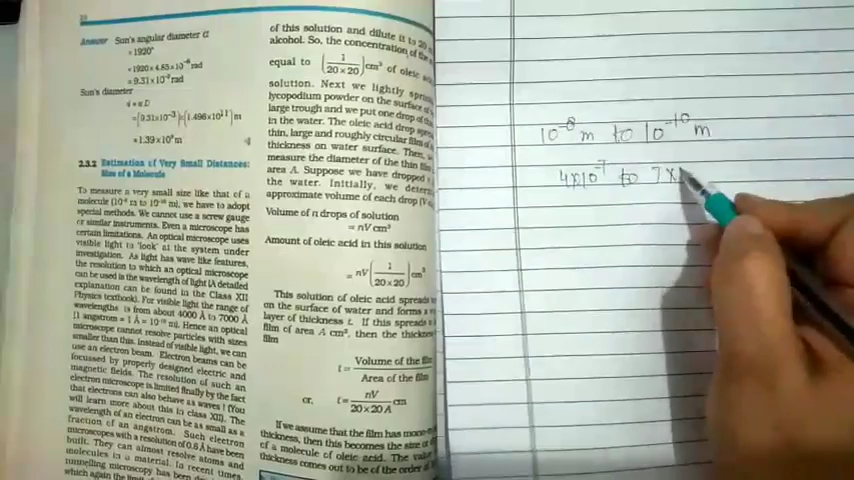 Answer Sun's angular diameter α
= 1920"
= 1920 × 4.85 × 10⁻⁶ rad
= 9.31 × 10⁻³ rad
Sun's diameter
d = α D
= (9.31×10⁻³)×(1.496×10¹¹) m
= 1.39 × 10⁹ m
2.3.2 Estimation of Very Small Distances:
Size of a Molecule
To measure a very small size like that of a
molecule (10⁻⁸ m to 10⁻¹⁰ m), we have to adopt
special methods. We cannot use a screw gauge
or similar instruments. Even a microscope has
certain limitations. An optical microscope uses
visible light to 'look' at the system under
investigation. As light has wave like features,
the resolution to which an optical microscope
can be used is the wavelength of light (A detailed
explanation can be found in the Class XII
Physics textbook). For visible light the range of
wavelengths is from about 4000 Å to 7000 Å
(1 angstrom = 1 Å = 10⁻¹⁰ m). Hence an optical
microscope cannot resolve particles with sizes
smaller than this. Instead of visible light, we can
use an electron beam. Electron beams can be
focussed by properly designed electric and
magnetic fields. The resolution of such an
electron microscope is limited finally by the fact
that electrons can also behave as waves ! (You
will learn more about this in class XII). The
wavelength of an electron can be as small as a
fraction of an angstrom. Such electron
microscopes with a resolution of 0.6 Å have been
built. They can almost resolve atoms and
molecules in a material. In recent times,
tunnelling microscopy has been
which again the limit
of this solution and dilute it to 20
alcohol. So, the concentration of the
equal to (1/20 × 20) cm³ of oleic
solution. Next we lightly
lycopodium powder on the surface of
large trough and we put one drop of
in the water. The oleic acid drop
thin, large and roughly circular film of
thickness on water surface. Then,
measure the diameter of the thin film
area A. Suppose we have dropped
the water. Initially, we determine
approximate volume of each drop (V
Volume of n drops of solution
= nV cm³
Amount of oleic acid in this solution
= nV (1/20 × 20) cm³
This solution of oleic acid spreads
on the surface of water and forms a
layer of thickness t. If this spreads
film of area A cm², then the thickness
film
t = Volume of the film/Area of the film
or, t = nV/20 × 20 A cm
If we assume that the film has mono-
thickness, then this becomes the size
of a molecule of oleic acid. The value
thickness comes out to be of the order
10⁻⁸ m to 10⁻¹⁰ m
4×10⁻⁷ to 7×